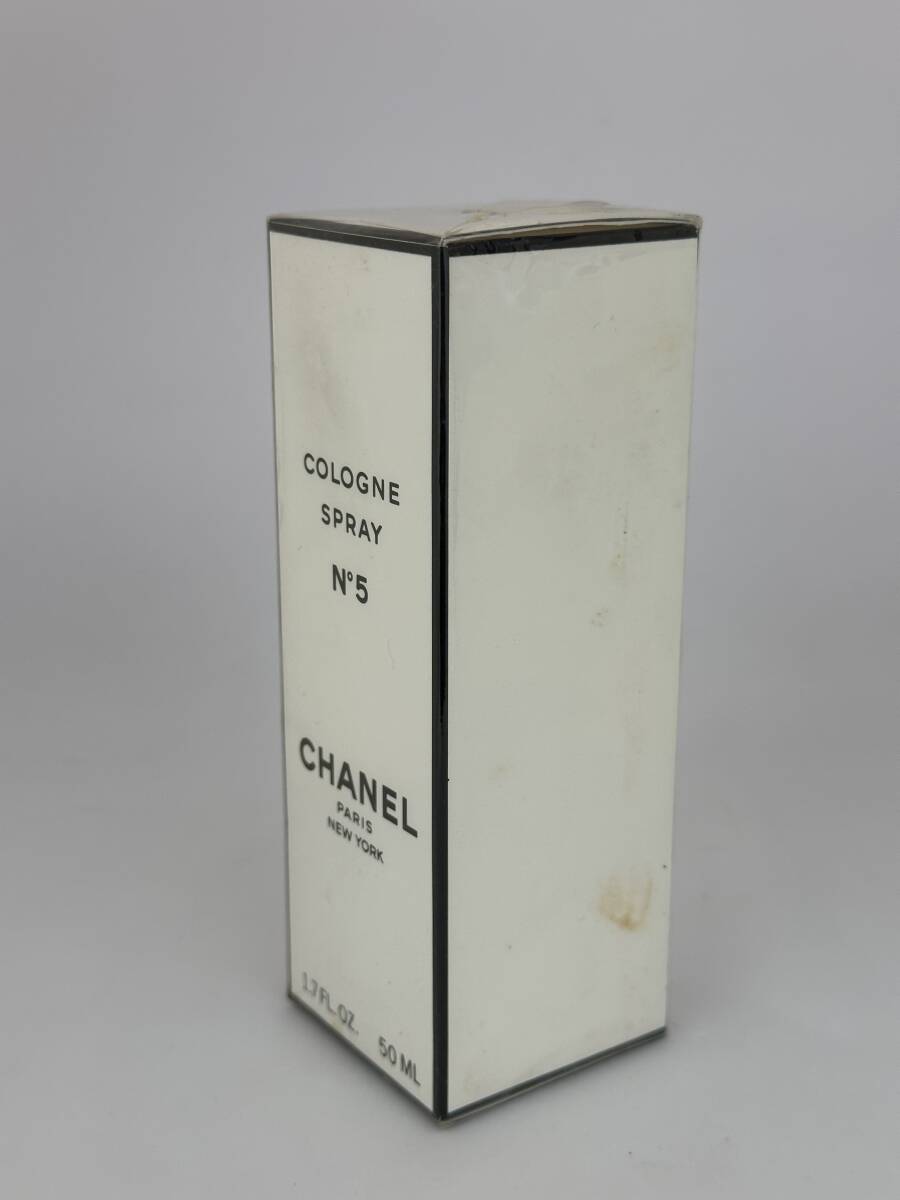 COLOGNE
SPRAY
N°5
CHANEL
PARIS
NEW YORK
1.7 FL. OZ. 50 ML